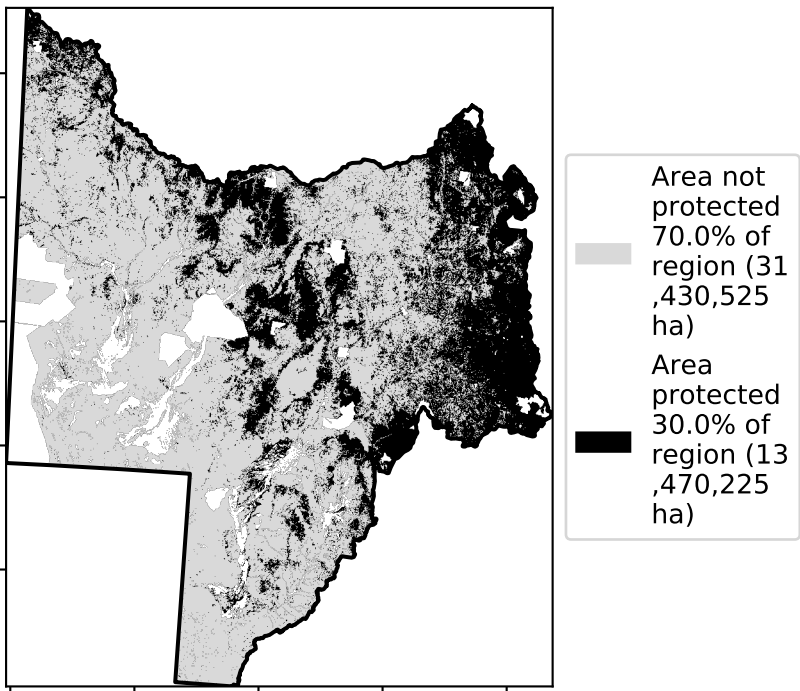 Area not
protected
70.0% of
region (31
,430,525
ha)
Area
protected
30.0% of
region (13
,470,225
ha)